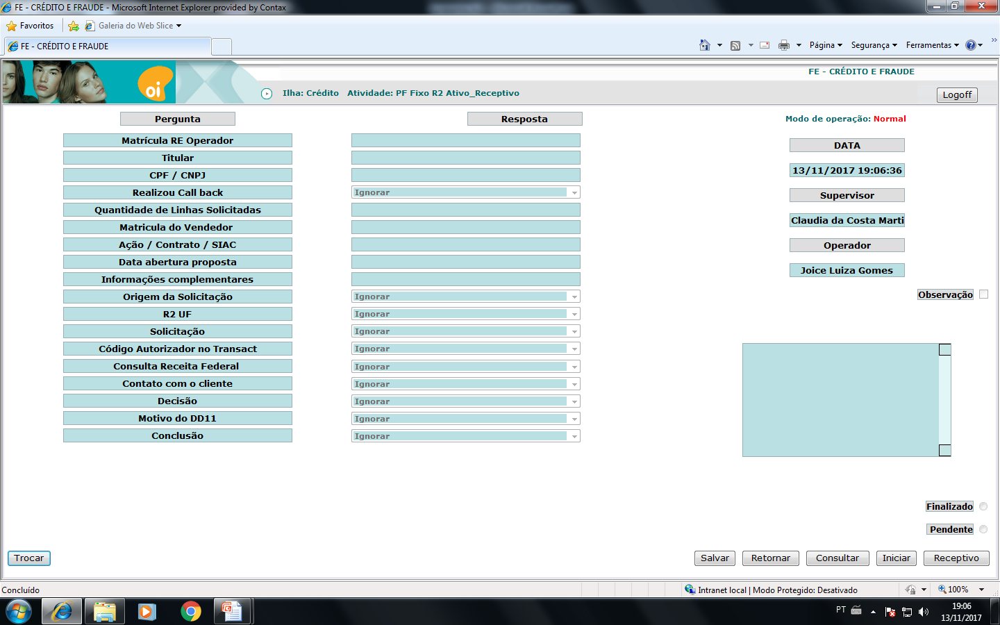 FE - CRÉDITO E FRAUDE - Microsoft Internet Explorer provided by Contax
Favoritos
Galeria do Web Slice
FE - CRÉDITO E FRAUDE
Página
Segurança
Ferramentas
»
FE - CRÉDITO E FRAUDE
oi
Ilha: Crédito Atividade: PF Fixo R2 Ativo_Receptivo
Logoff
Pergunta Resposta
Modo de operação: Normal
Matrícula RE Operador
Titular
CPF / CNPJ
Realizou Call back Ignorar
Quantidade de Linhas Solicitadas
Matricula do Vendedor
Ação / Contrato / SIAC
Data abertura proposta
Informações complementares
Origem da Solicitação Ignorar
R2 UF Ignorar
Solicitação Ignorar
Código Autorizador no Transact Ignorar
Consulta Receita Federal Ignorar
Contato com o cliente Ignorar
Decisão Ignorar
Motivo do DD11 Ignorar
Conclusão Ignorar
DATA
13/11/2017 19:06:36
Supervisor
Claudia da Costa Marti
Operador
Joice Luiza Gomes
Observação
Finalizado
Pendente
Trocar
Salvar Retornar Consultar Iniciar Receptivo
Concluído
Intranet local | Modo Protegido: Desativado
100%
PT
19:06
13/11/2017